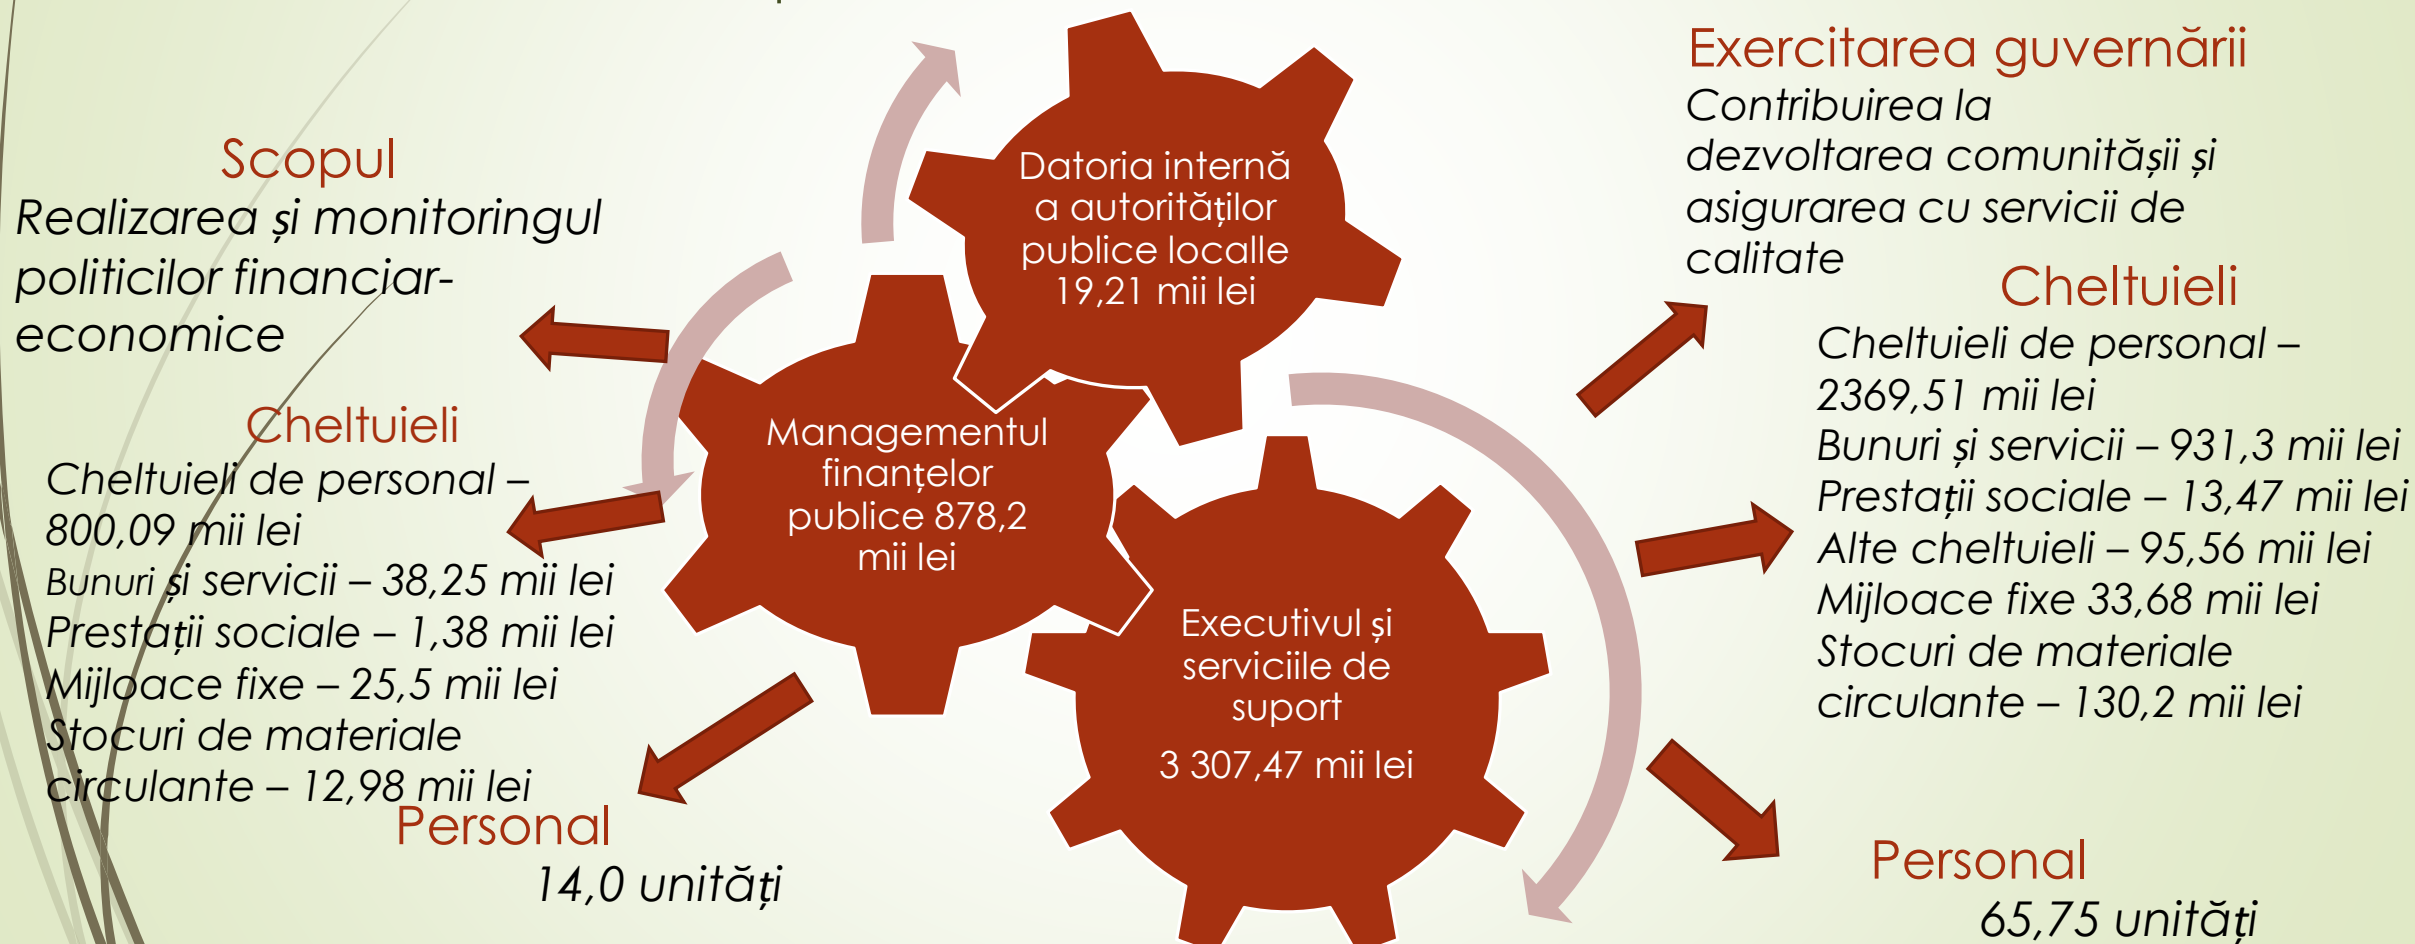 Scopul
Realizarea și monitoringul
politicilor financiar-
economice
Cheltuieli
Cheltuieli de personal –
800,09 mii lei
Bunuri și servicii – 38,25 mii lei
Prestații sociale – 1,38 mii lei
Mijloace fixe – 25,5 mii lei
Stocuri de materiale
circulante – 12,98 mii lei
Personal
14,0 unități
Datoria internă
a autorităților
publice localle
19,21 mii lei
Managementul
finanțelor
publice 878,2
mii lei
Executivul și
serviciile de
suport
3 307,47 mii lei
Exercitarea guvernării
Contribuirea la
dezvoltarea comunitășii și
asigurarea cu servicii de
calitate
Cheltuieli
Cheltuieli de personal –
2369,51 mii lei
Bunuri și servicii – 931,3 mii lei
Prestații sociale – 13,47 mii lei
Alte cheltuieli – 95,56 mii lei
Mijloace fixe 33,68 mii lei
Stocuri de materiale
circulante – 130,2 mii lei
Personal
65,75 unități